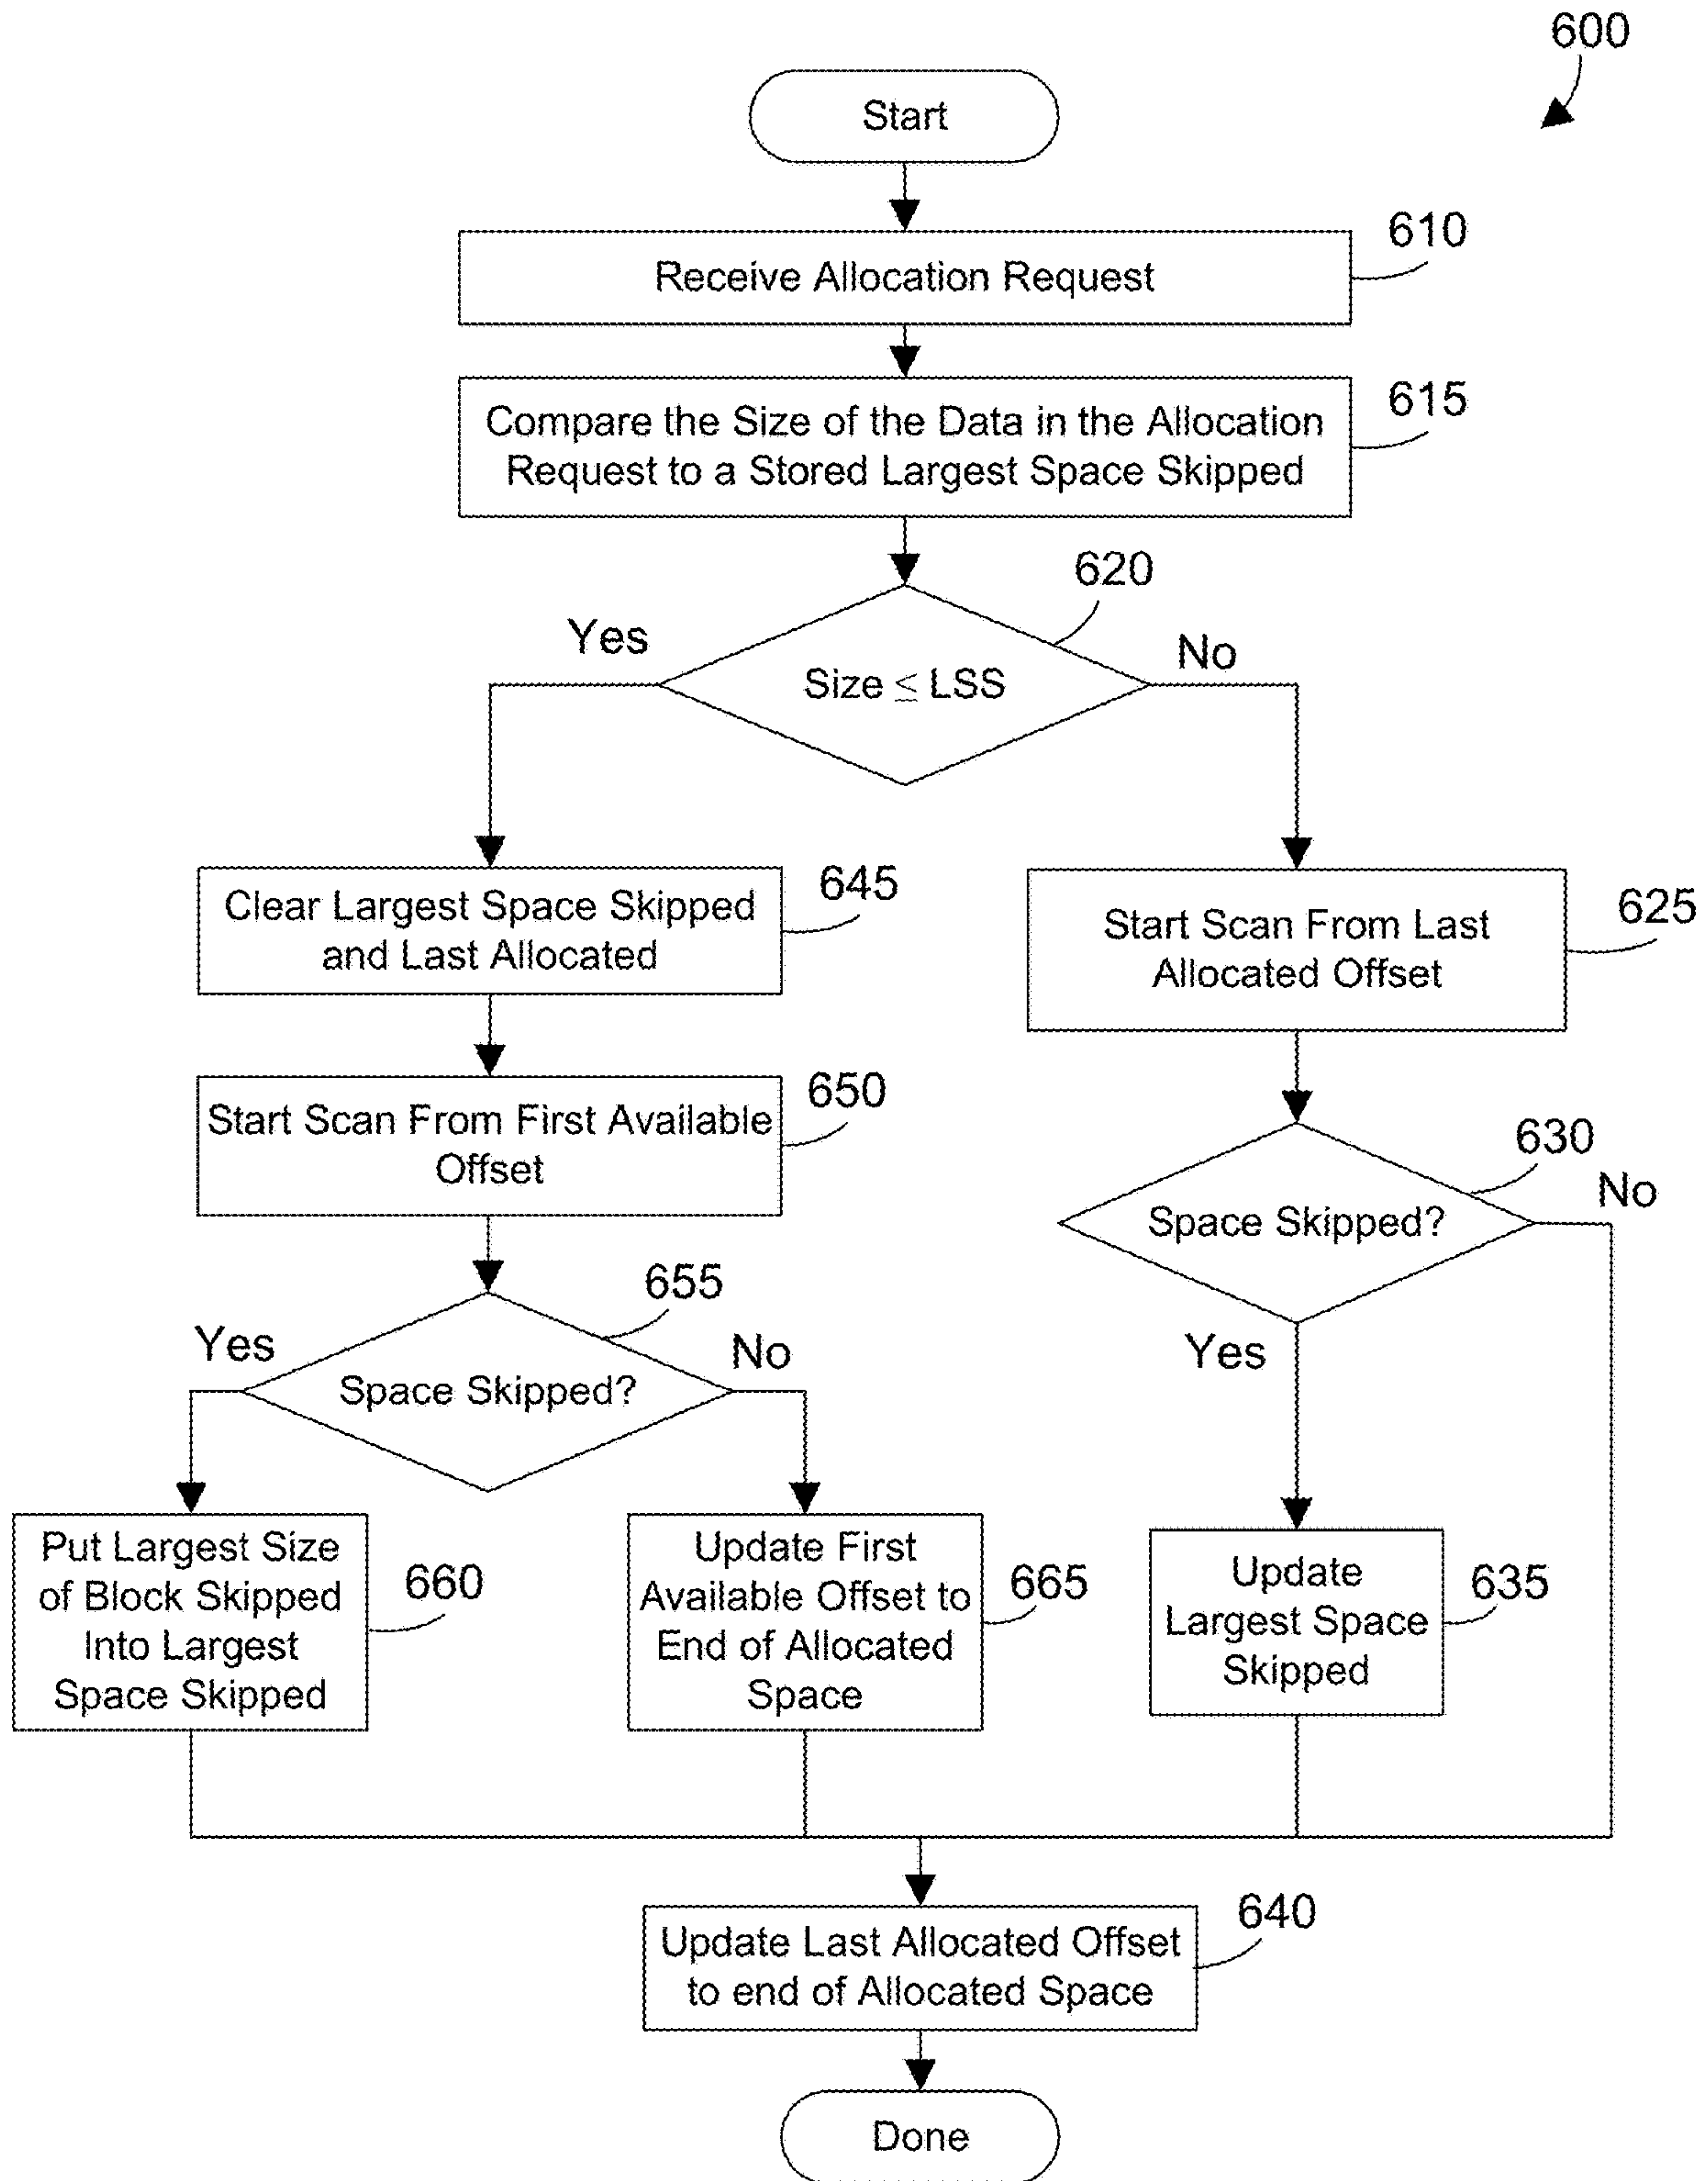 600
Start
610
Receive Allocation Request
615
Compare the Size of the Data in the Allocation
Request to a Stored Largest Space Skipped
620
Yes
No
Size ≤ LSS
645
Clear Largest Space Skipped
and Last Allocated
625
Start Scan From Last
Allocated Offset
650
Start Scan From First Available
Offset
630
No
Space Skipped?
Yes
655
Yes
No
Space Skipped?
Put Largest Size
of Block Skipped
Into Largest
Space Skipped
660
Update First
Available Offset to
End of Allocated
Space
665
Update
Largest Space
Skipped
635
640
Update Last Allocated Offset
to end of Allocated Space
Done